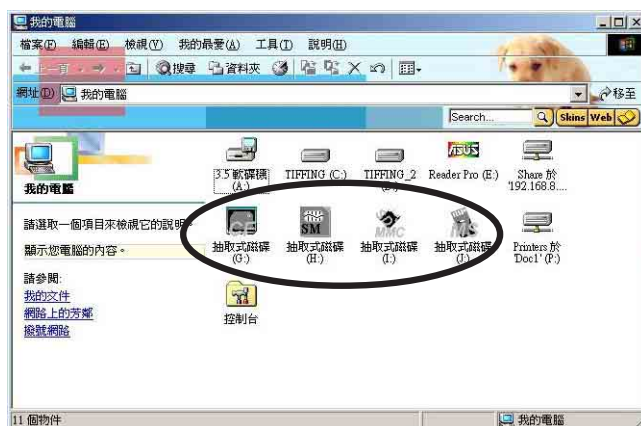 我的電腦
檔案(F) 編輯(E) 檢視(V) 我的最愛(A) 工具(T) 說明(H)
上一頁 搜尋 資料夾
網址(D) 我的電腦 移至
Search... Skins Web
我的電腦
請選取一個項目來檢視它的說明。
顯示您電腦的內容。
請參閱:
我的文件
網路上的芳鄰
撥號網路
3.5 軟碟機 (A:)
TIFFING (C:)
TIFFING_2
ASUS
Reader Pro (E:)
Share 於 '192.168.8....
CF
抽取式磁碟 (G:)
SM
抽取式磁碟 (H:)
MMC
抽取式磁碟 (I:)
MS
抽取式磁碟 (J:)
Printers 於 'Doc1' (P:)
控制台
11 個物件 我的電腦